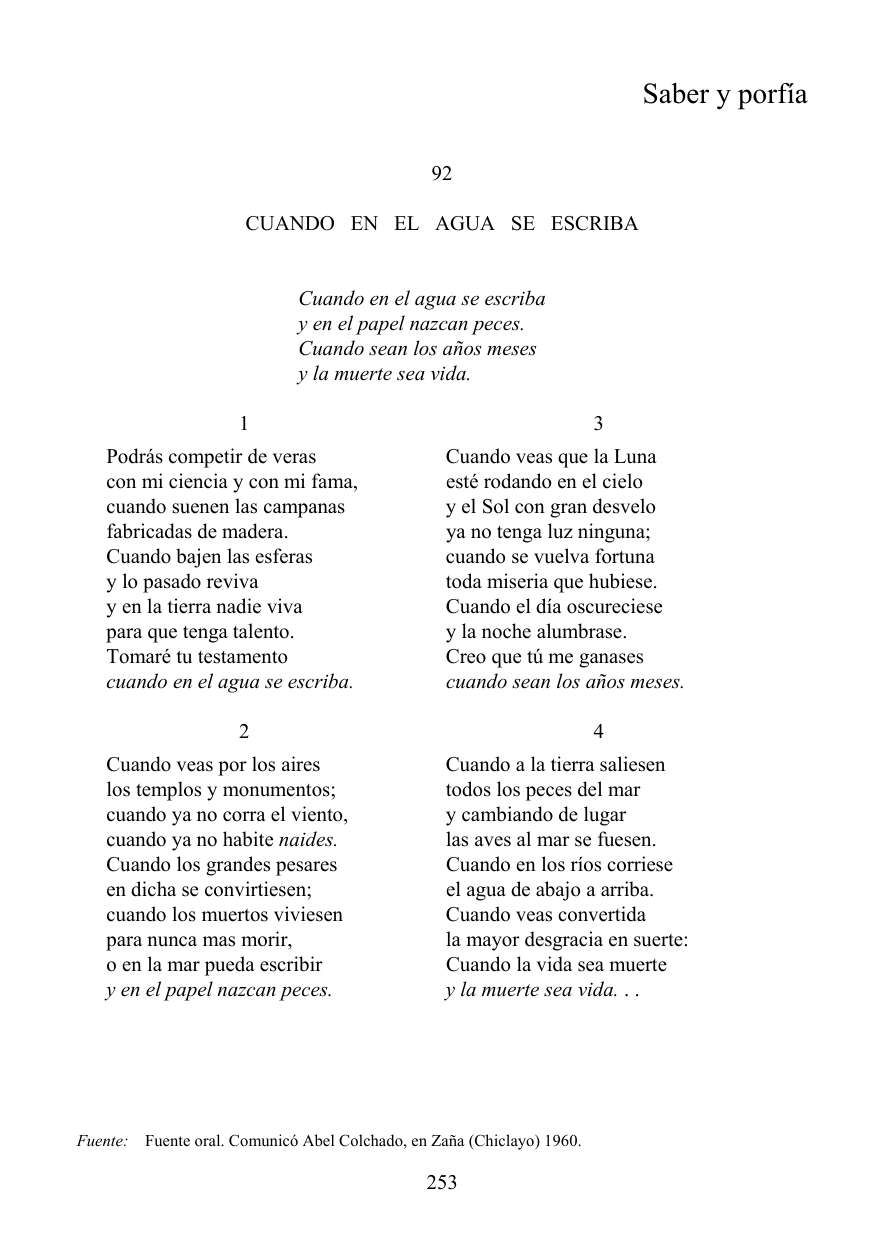 Saber y porfía
92
CUANDO EN EL AGUA SE ESCRIBA
Cuando en el agua se escriba
y en el papel nazcan peces.
Cuando sean los años meses
y la muerte sea vida.
1
Podrás competir de veras
con mi ciencia y con mi fama,
cuando suenen las campanas
fabricadas de madera.
Cuando bajen las esferas
y lo pasado reviva
y en la tierra nadie viva
para que tenga talento.
Tomaré tu testamento
cuando en el agua se escriba.
2
Cuando veas por los aires
los templos y monumentos;
cuando ya no corra el viento,
cuando ya no habite naides.
Cuando los grandes pesares
en dicha se convirtiesen;
cuando los muertos viviesen
para nunca mas morir,
o en la mar pueda escribir
y en el papel nazcan peces.
3
Cuando veas que la Luna
esté rodando en el cielo
y el Sol con gran desvelo
ya no tenga luz ninguna;
cuando se vuelva fortuna
toda miseria que hubiese.
Cuando el día oscureciese
y la noche alumbrase.
Creo que tú me ganases
cuando sean los años meses.
4
Cuando a la tierra saliesen
todos los peces del mar
y cambiando de lugar
las aves al mar se fuesen.
Cuando en los ríos corriese
el agua de abajo a arriba.
Cuando veas convertida
la mayor desgracia en suerte:
Cuando la vida sea muerte
y la muerte sea vida. . .
Fuente: Fuente oral. Comunicó Abel Colchado, en Zaña (Chiclayo) 1960.
253